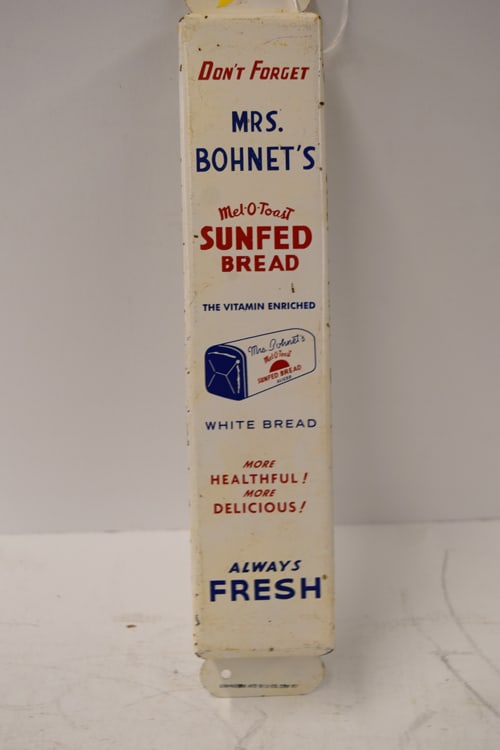 DON'T FORGET
MRS.
BOHNET'S
Mel-O-Toast
SUNFED
BREAD
THE VITAMIN ENRICHED
Mrs. Bohnet's
Mel-O-Toast
SUNFED BREAD
WHITE BREAD
MORE
HEALTHFUL!
MORE
DELICIOUS!
ALWAYS
FRESH